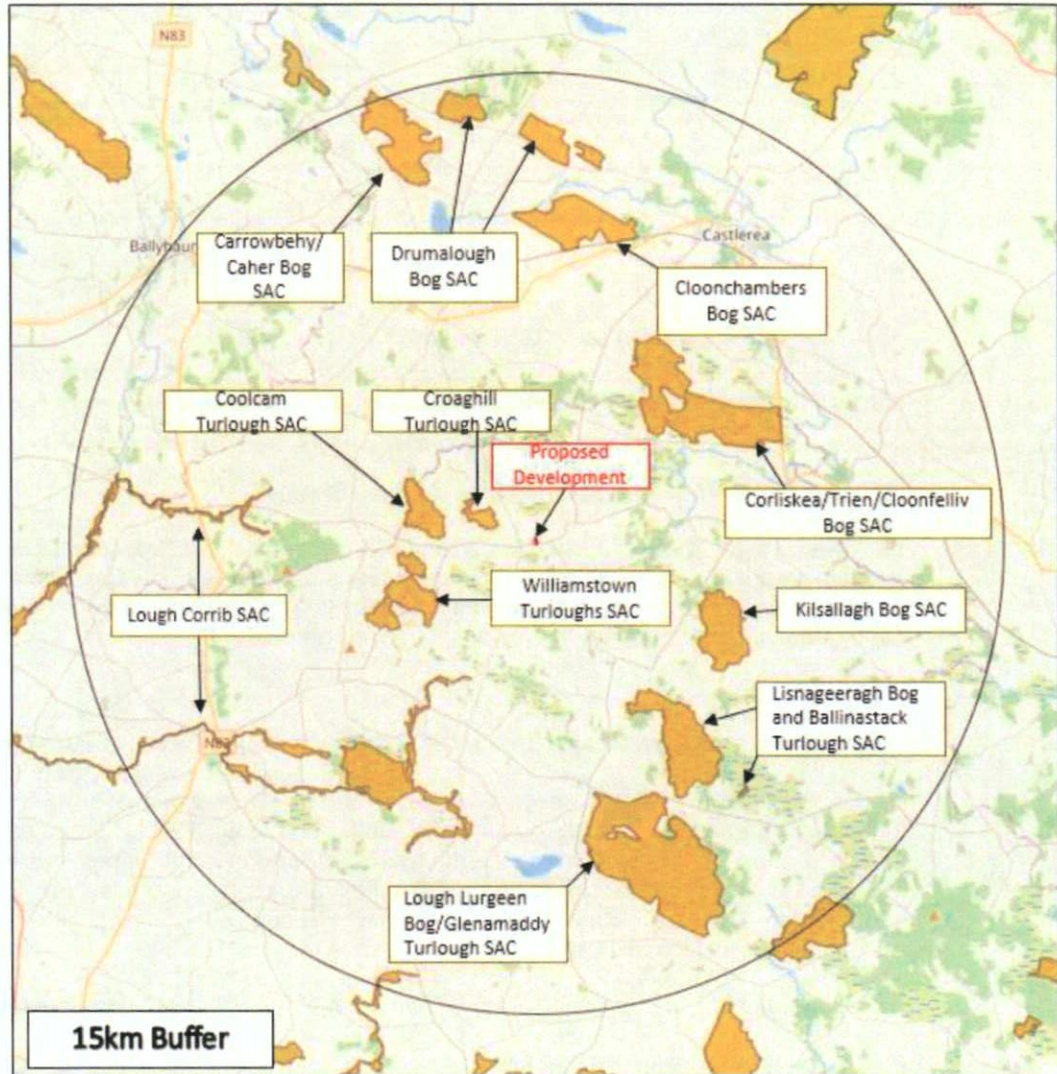 N83
Ballyhaun
Castlerea
Carrowbehy/
Caher Bog
SAC
Drumalough
Bog SAC
Cloonchambers
Bog SAC
Coolcam
Turlough SAC
Croaghill
Turlough SAC
Proposed
Development
Corliskea/Trien/Cloonfelliv
Bog SAC
Lough Corrib SAC
Williamstown
Turloughs SAC
Kilsallagh Bog SAC
Lisnageeragh Bog
and Ballinastack
Turlough SAC
Lough Lurgeen
Bog/Glenamaddy
Turlough SAC
15km Buffer